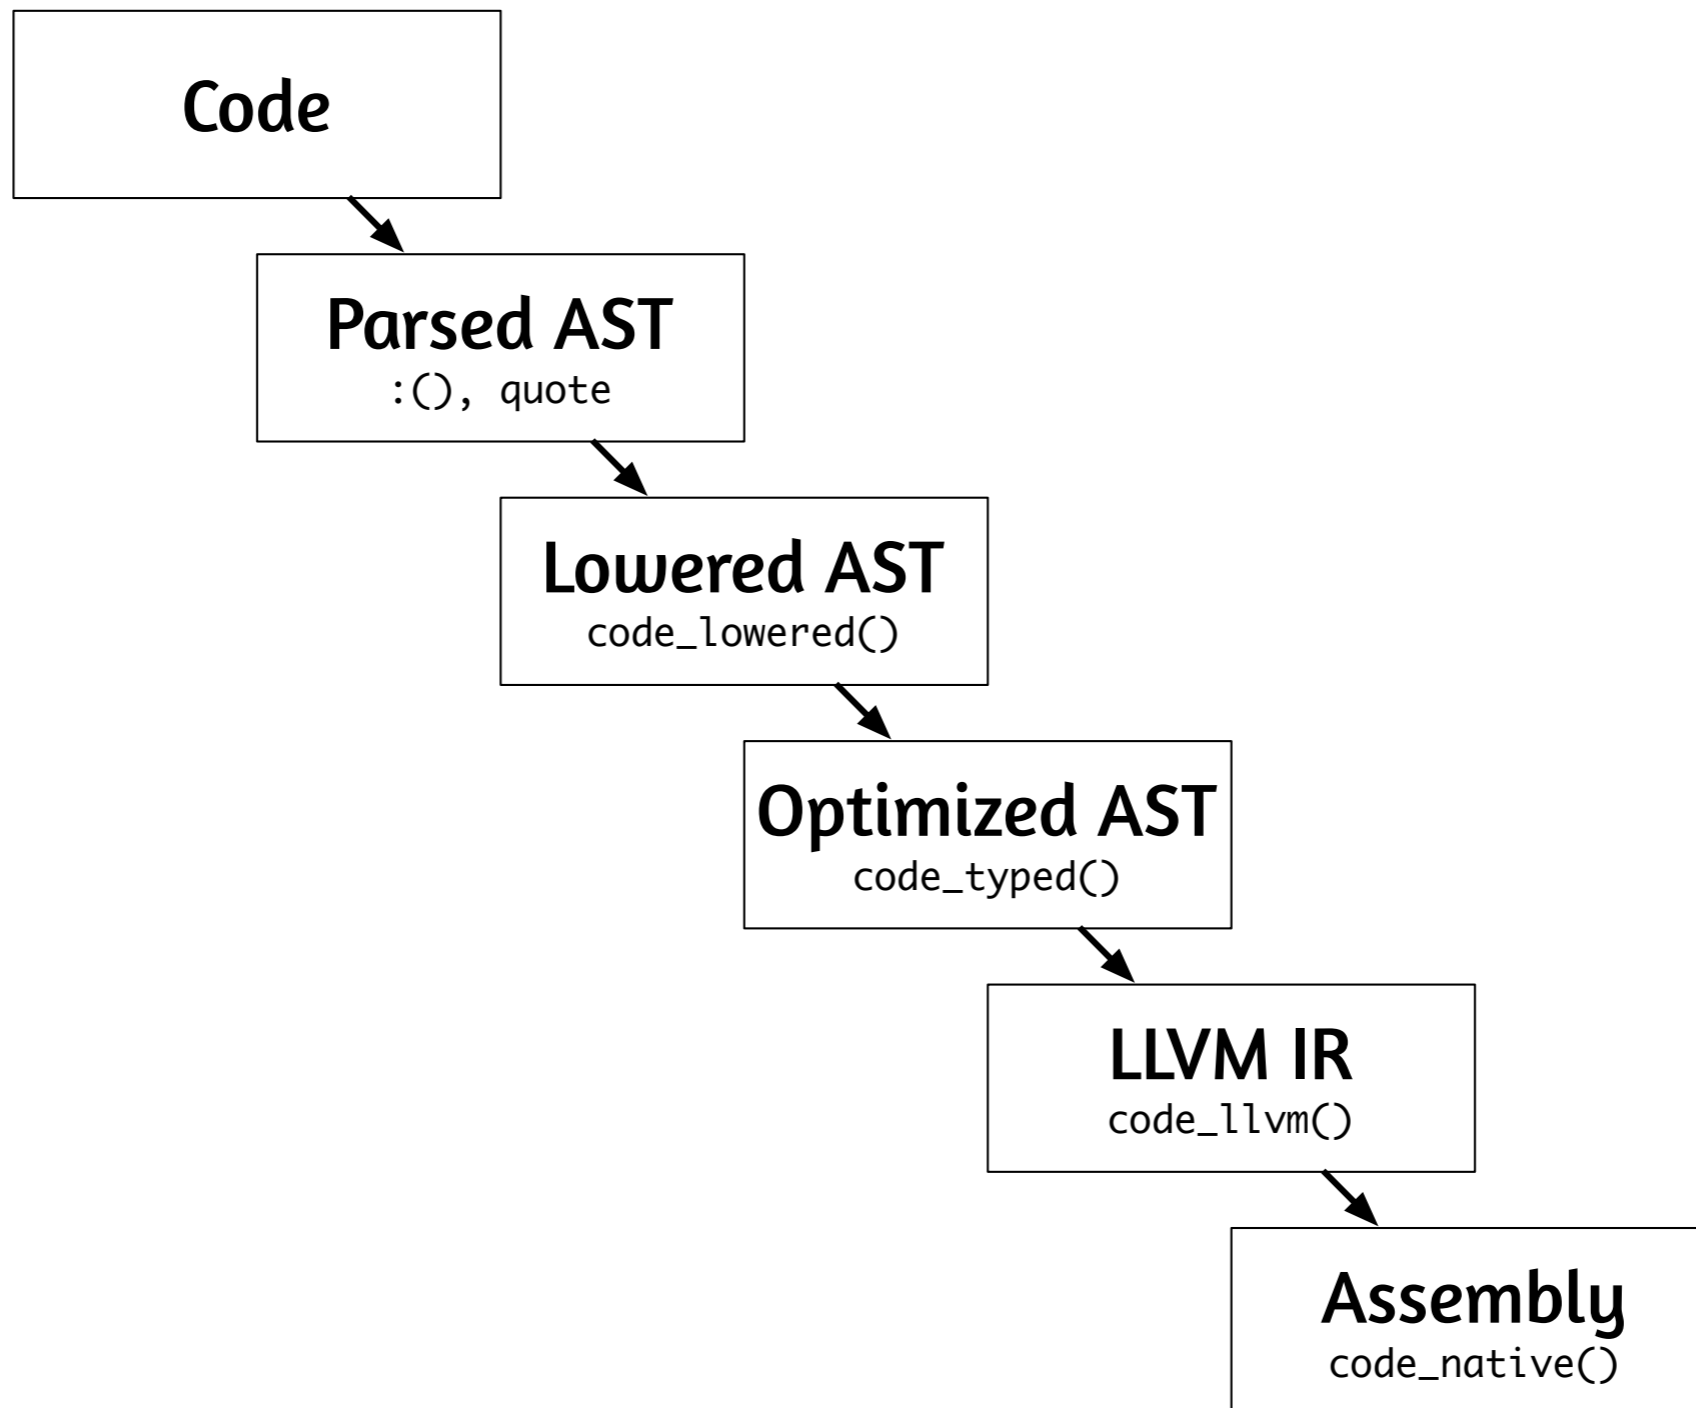 Code
Parsed AST
:(), quote
Lowered AST
code_lowered()
Optimized AST
code_typed()
LLVM IR
code_llvm()
Assembly
code_native()